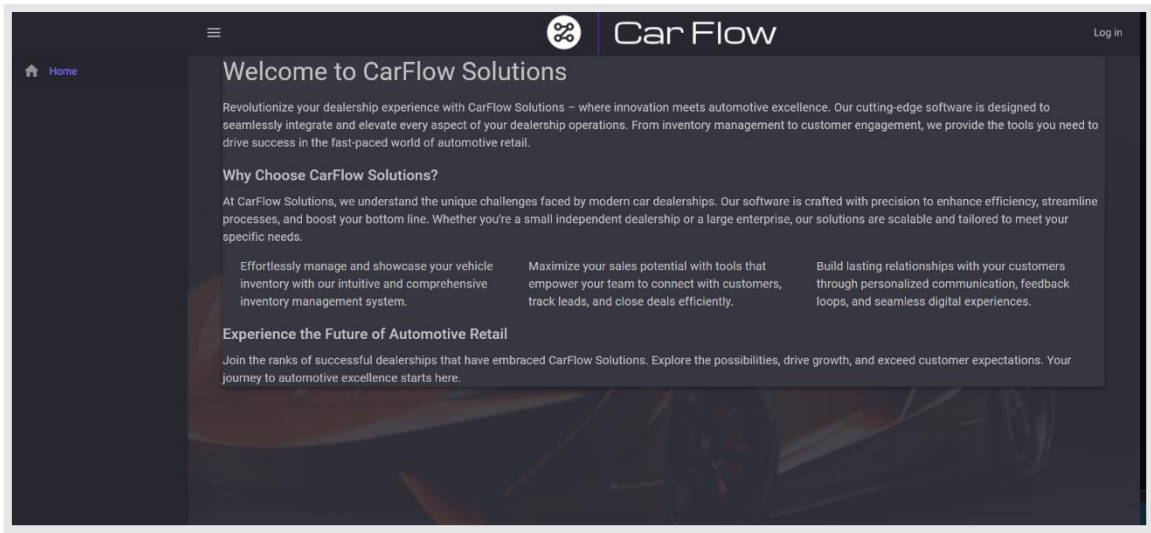 Car Flow
Log in
Home
Welcome to CarFlow Solutions
Revolutionize your dealership experience with CarFlow Solutions – where innovation meets automotive excellence. Our cutting-edge software is designed to
seamlessly integrate and elevate every aspect of your dealership operations. From inventory management to customer engagement, we provide the tools you need to
drive success in the fast-paced world of automotive retail.
Why Choose CarFlow Solutions?
At CarFlow Solutions, we understand the unique challenges faced by modern car dealerships. Our software is crafted with precision to enhance efficiency, streamline
processes, and boost your bottom line. Whether you're a small independent dealership or a large enterprise, our solutions are scalable and tailored to meet your
specific needs.
Effortlessly manage and showcase your vehicle
inventory with our intuitive and comprehensive
inventory management system.
Maximize your sales potential with tools that
empower your team to connect with customers,
track leads, and close deals efficiently.
Build lasting relationships with your customers
through personalized communication, feedback
loops, and seamless digital experiences.
Experience the Future of Automotive Retail
Join the ranks of successful dealerships that have embraced CarFlow Solutions. Explore the possibilities, drive growth, and exceed customer expectations. Your
journey to automotive excellence starts here.